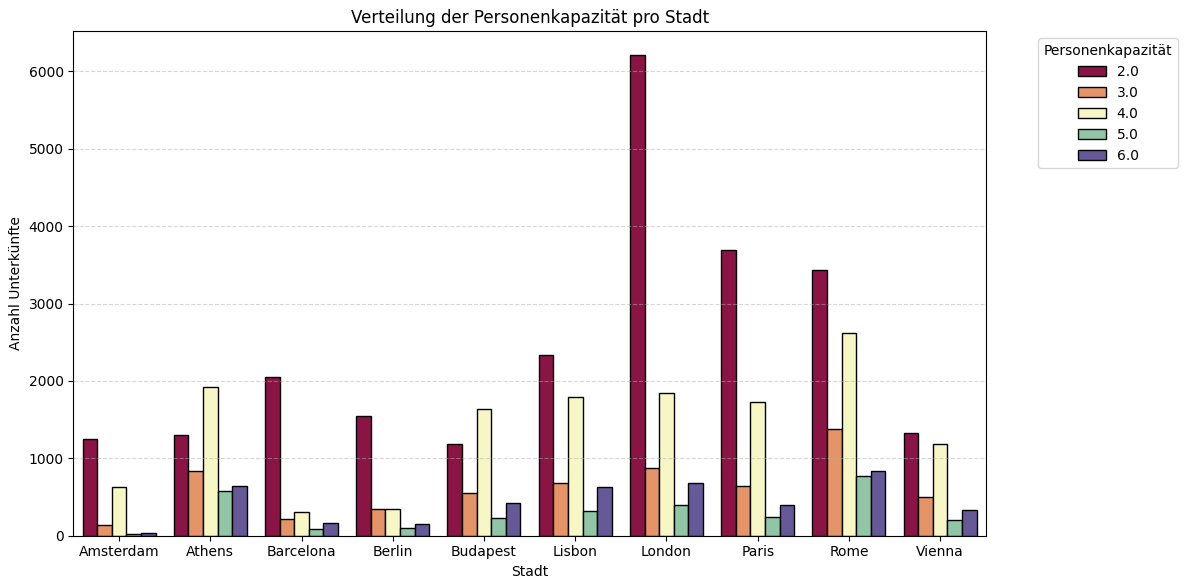 Verteilung der Personenkapazität pro Stadt
Personenkapazität
2.0
3.0
4.0
5.0
6.0
Anzahl Unterkünfte
6000
5000
4000
3000
2000
1000
0
Amsterdam Athens Barcelona Berlin Budapest Lisbon London Paris Rome Vienna
Stadt